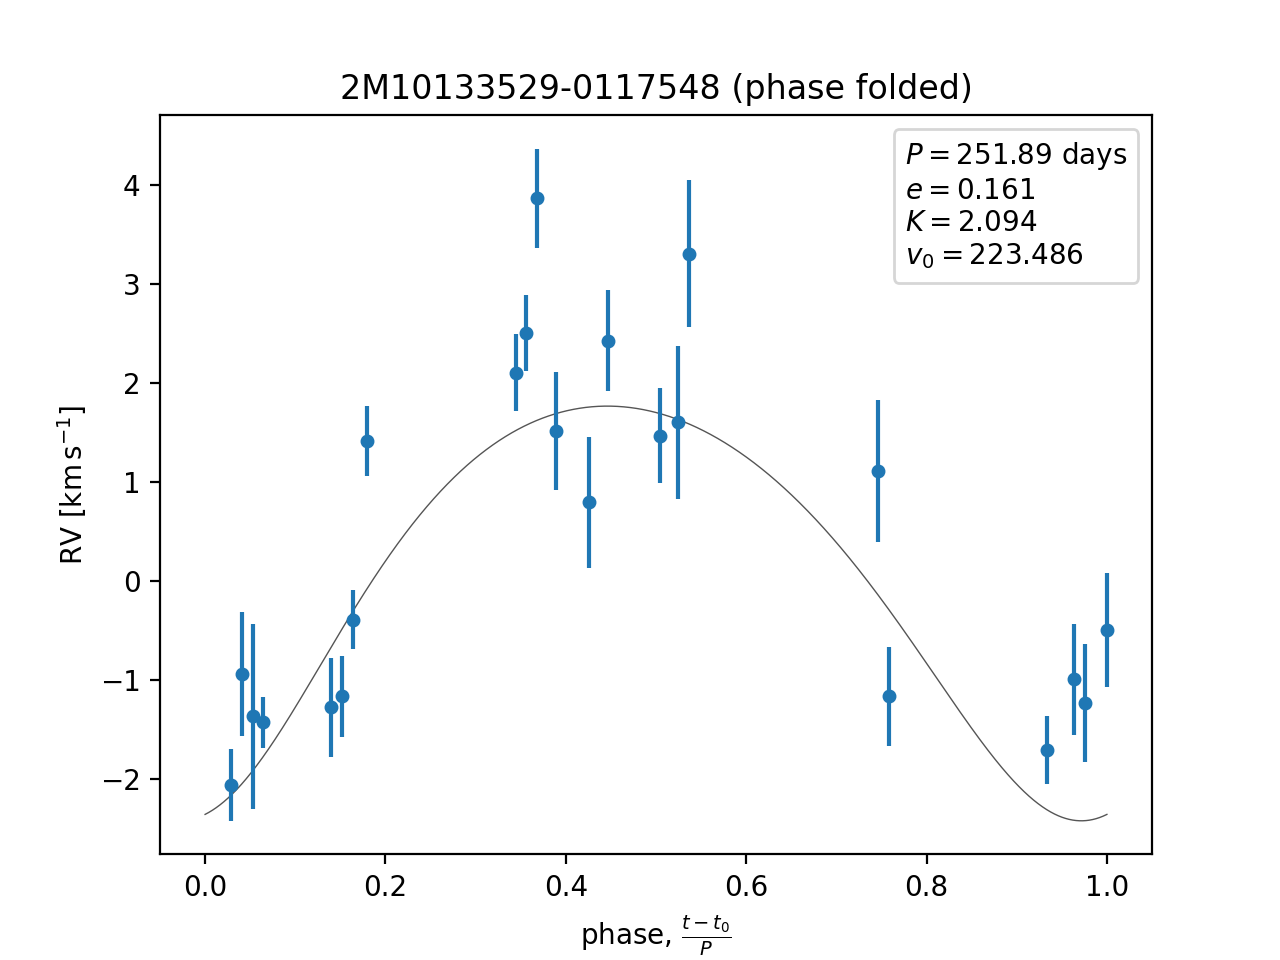 2M10133529-0117548 (phase folded)
P = 251.89 days
e = 0.161
K = 2.094
v₀ = 223.486
4
3
2
1
0
−1
−2
RV [km s⁻¹]
0.0 0.2 0.4 0.6 0.8 1.0
phase, (t − t₀)/P